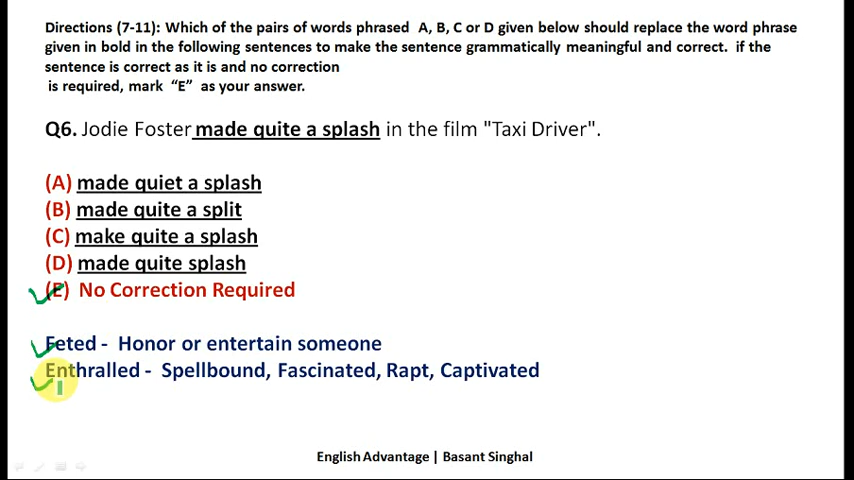 Directions (7-11): Which of the pairs of words phrased A, B, C or D given below should replace the word phrase
given in bold in the following sentences to make the sentence grammatically meaningful and correct. if the
sentence is correct as it is and no correction
is required, mark “E” as your answer.
Q6. Jodie Foster made quite a splash in the film "Taxi Driver".
(A) made quiet a splash
(B) made quite a split
(C) make quite a splash
(D) made quite splash
(E) No Correction Required
Feted - Honor or entertain someone
Enthralled - Spellbound, Fascinated, Rapt, Captivated
English Advantage | Basant Singhal